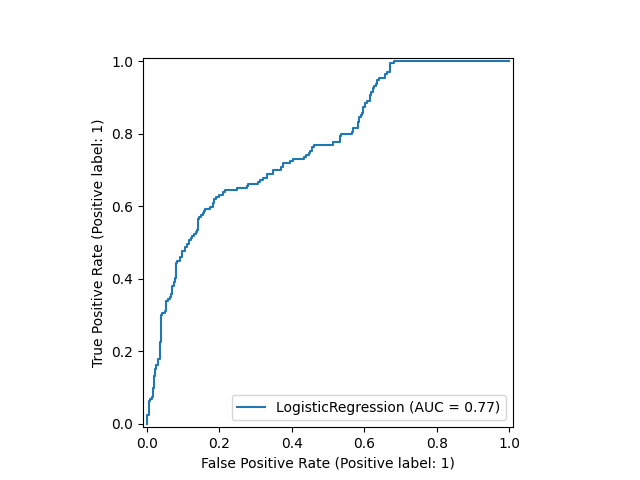 1.0
0.8
0.6
0.4
0.2
0.0
True Positive Rate (Positive label: 1)
LogisticRegression (AUC = 0.77)
0.0 0.2 0.4 0.6 0.8 1.0
False Positive Rate (Positive label: 1)